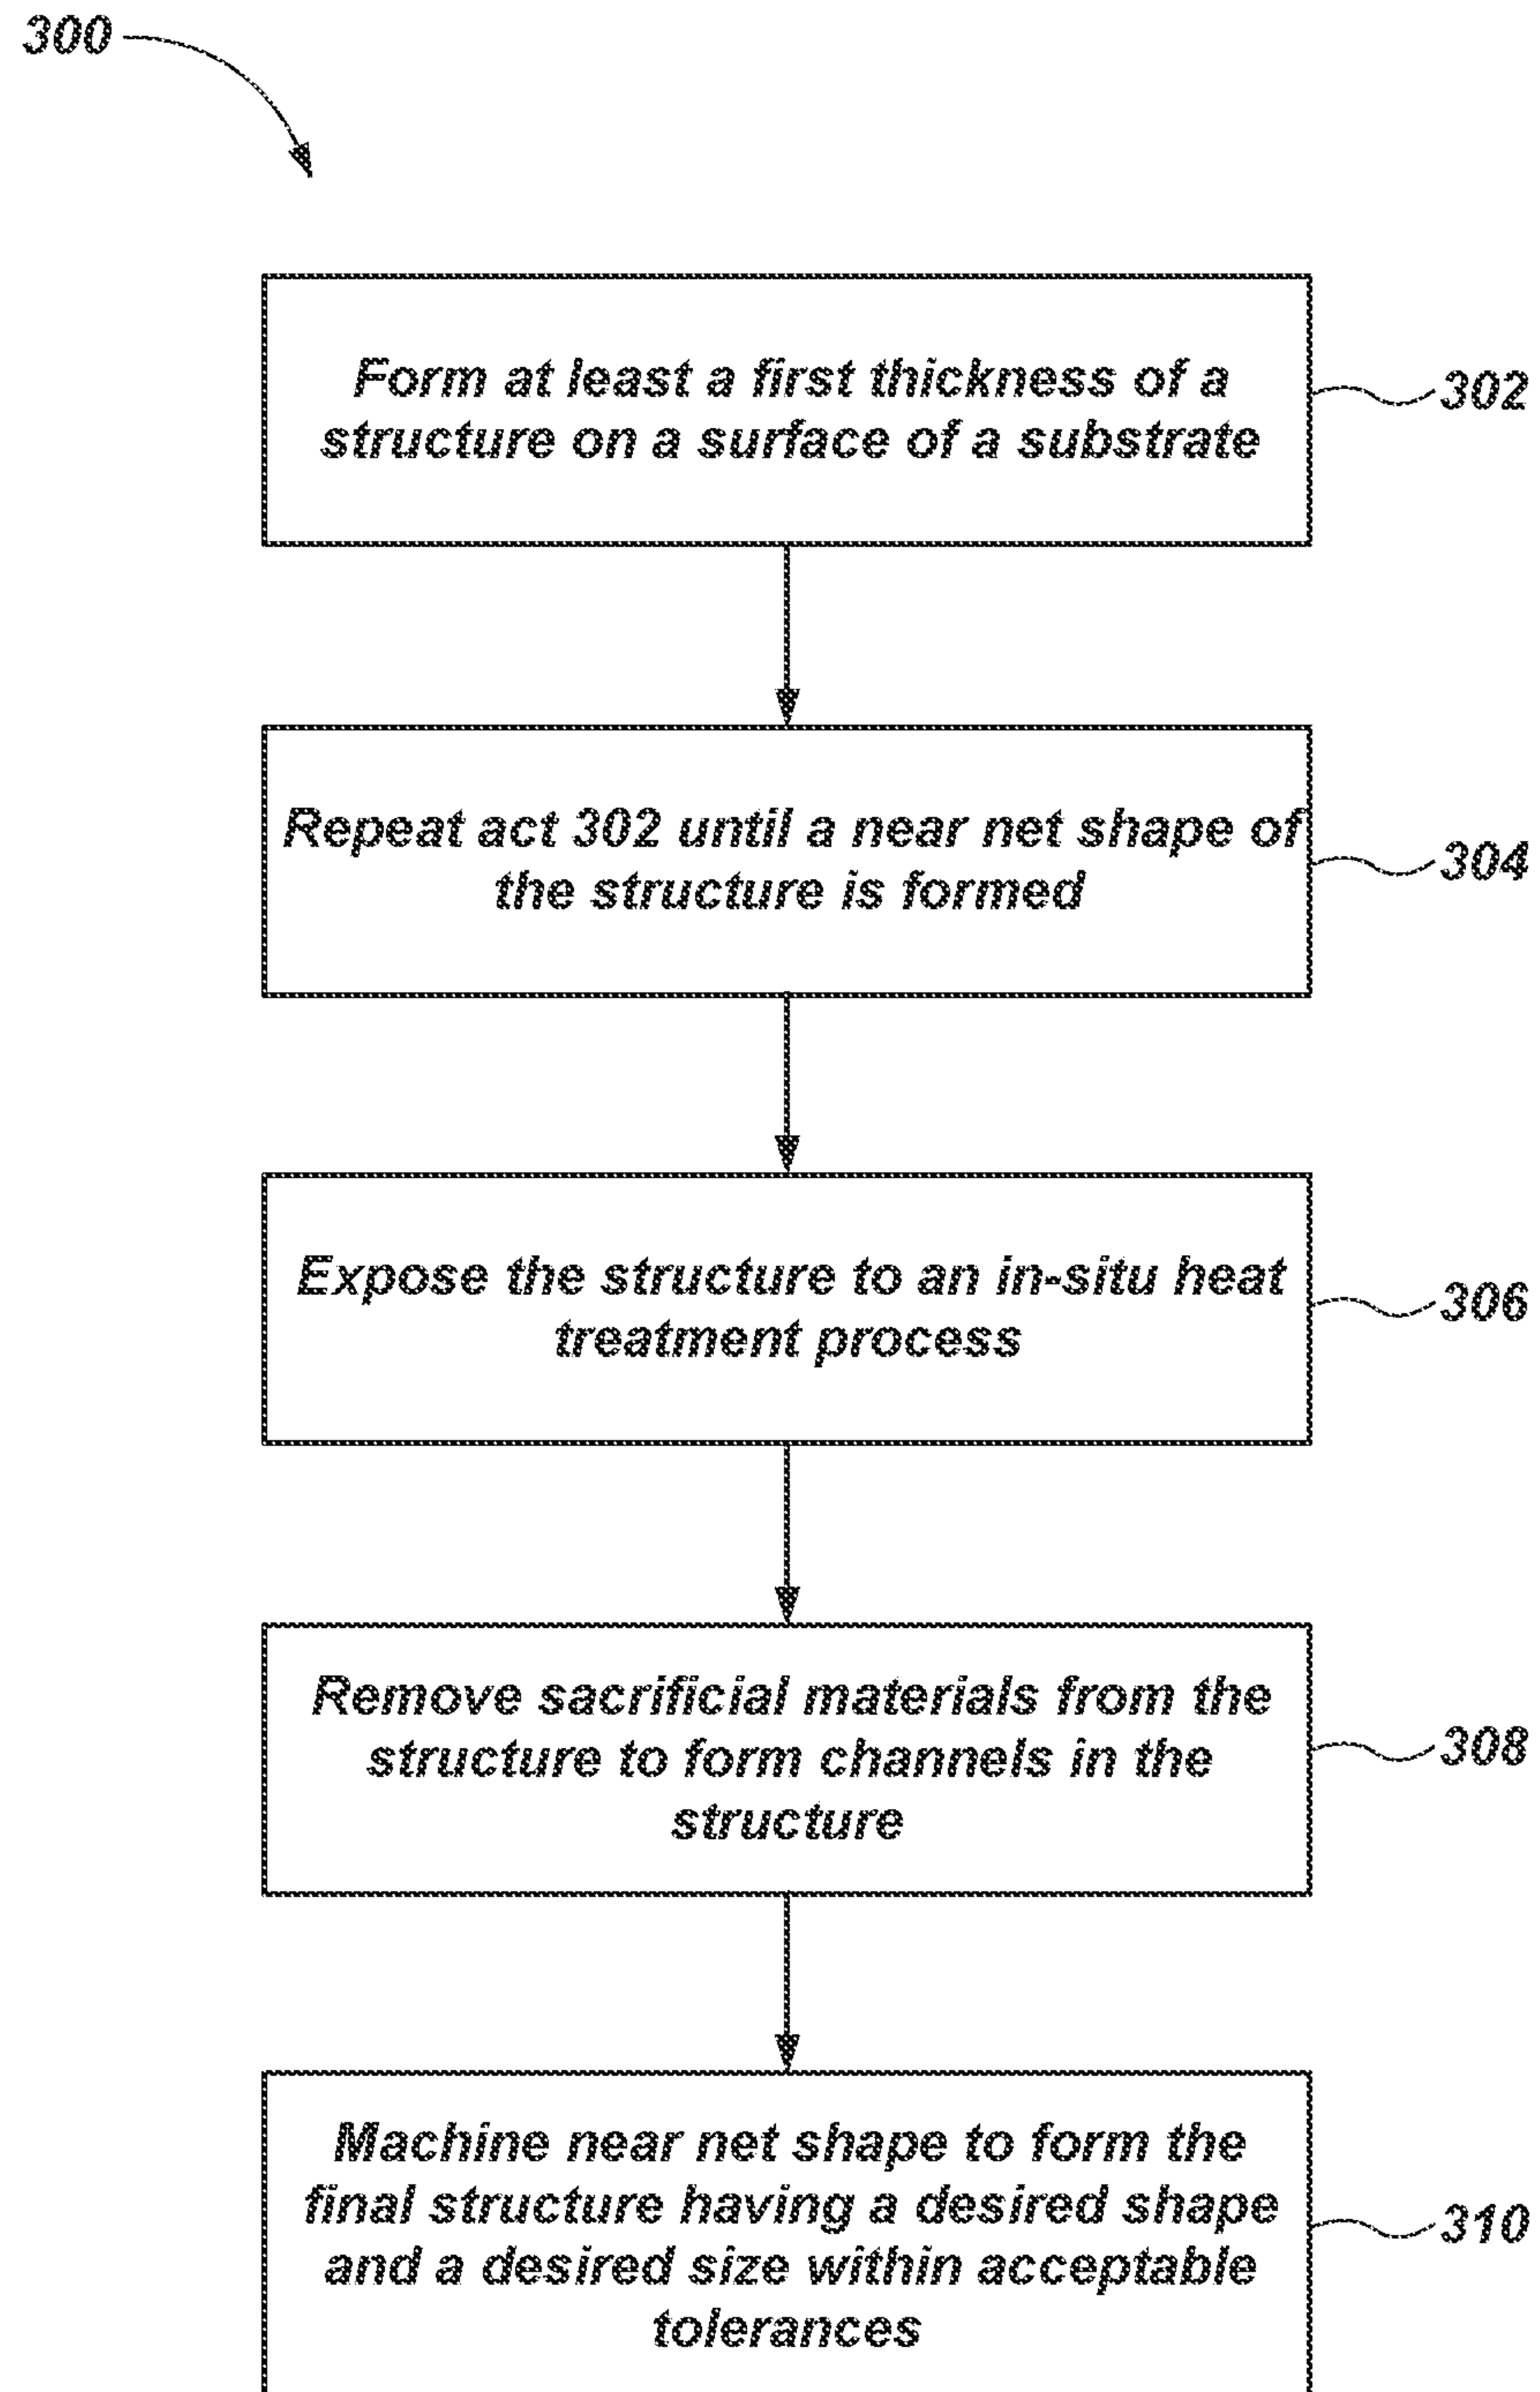 300
Form at least a first thickness of a
structure on a surface of a substrate
302
Repeat act 302 until a near net shape of
the structure is formed
304
Expose the structure to an in-situ heat
treatment process
306
Remove sacrificial materials from the
structure to form channels in the
structure
308
Machine near net shape to form the
final structure having a desired shape
and a desired size within acceptable
tolerances
310